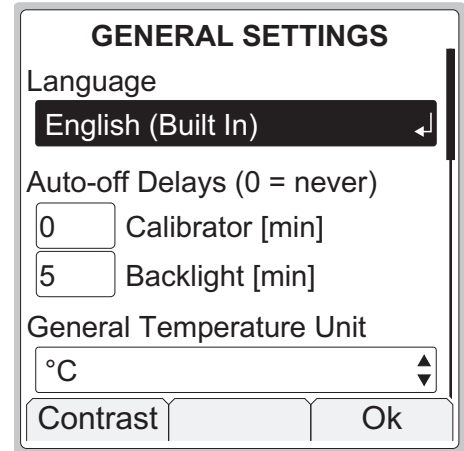 GENERAL SETTINGS
Language
English (Built In)
Auto-off Delays (0 = never)
0 Calibrator [min]
5 Backlight [min]
General Temperature Unit
°C
Contrast Ok